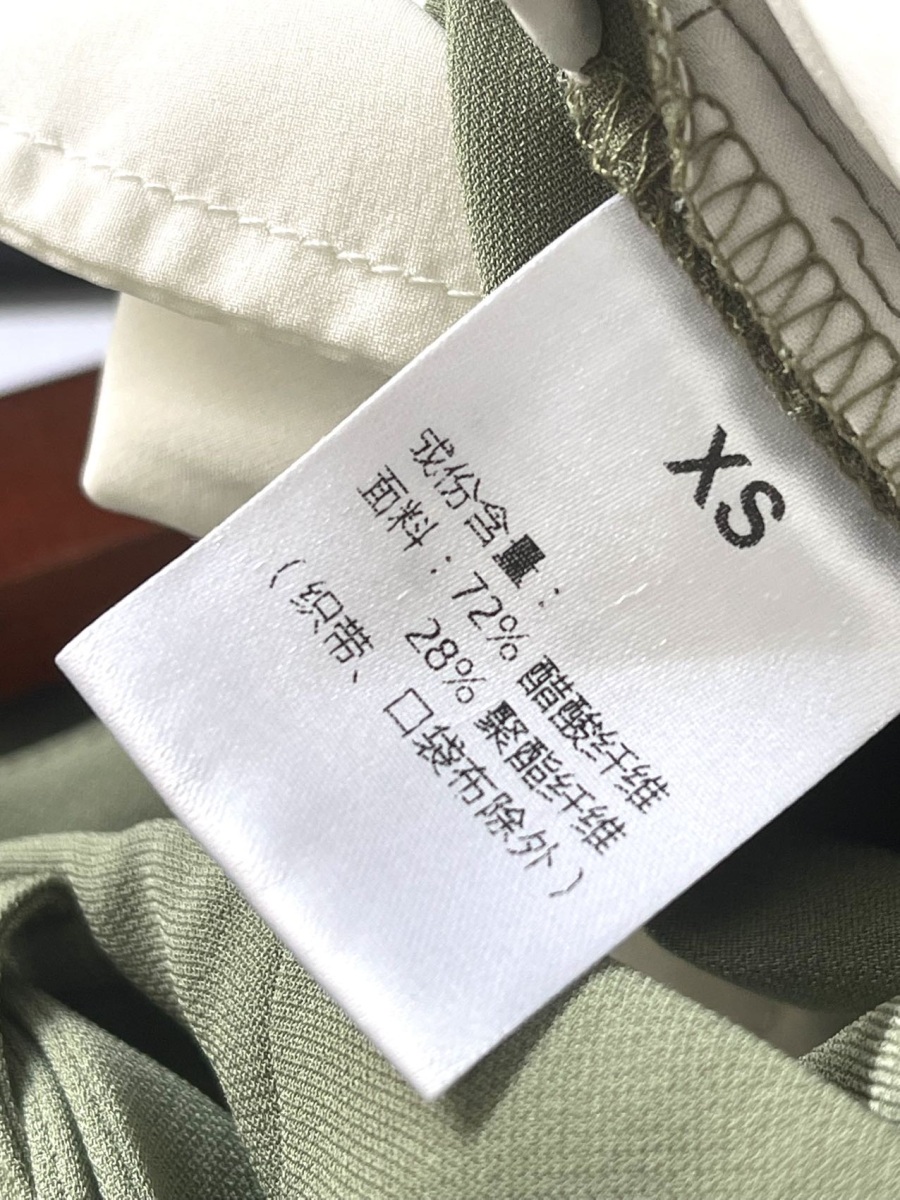 XS
成份含量：
面料：72% 醋酸纤维
28% 聚酯纤维
（织带、口袋布除外）